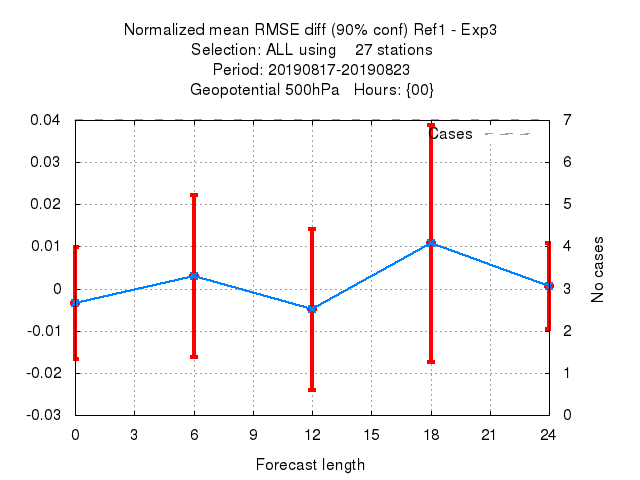 Normalized mean RMSE diff (90% conf) Ref1 - Exp3
Selection: ALL using    27 stations
Period: 20190817-20190823
Geopotential 500hPa   Hours: {00}
Cases
0.04
0.03
0.02
0.01
0
-0.01
-0.02
-0.03
7
6
5
4
3
2
1
0
No cases
0 3 6 9 12 15 18 21 24
Forecast length